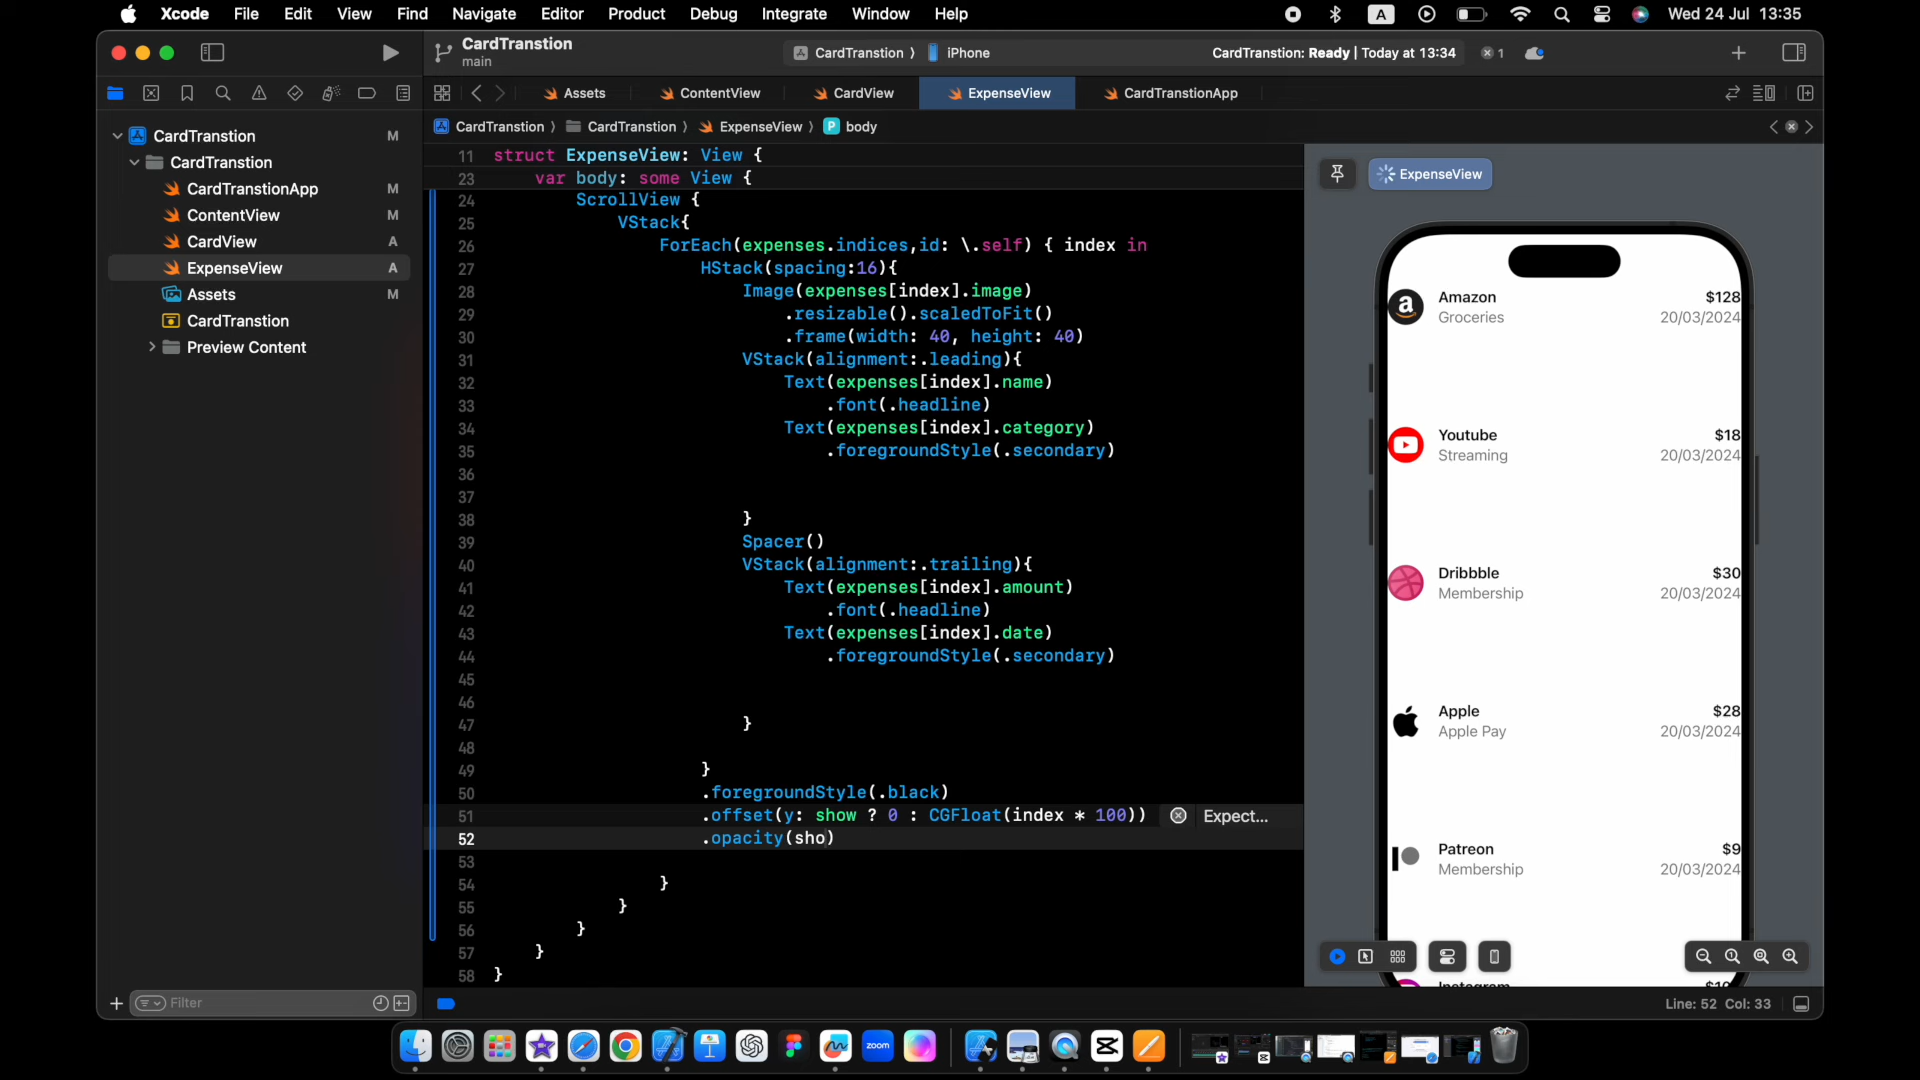 Xcode File Edit View Find Navigate Editor Product Debug Integrate Window Help A Wed 24 Jul 13:35
CardTranstion
main
CardTranstion iPhone CardTranstion: Ready | Today at 13:34 1
Assets ContentView CardView ExpenseView CardTranstionApp
CardTranstion CardTranstion ExpenseView P body
CardTranstion M
CardTranstion
CardTranstionApp M
ContentView M
CardView A
ExpenseView A
Assets M
CardTranstion
Preview Content
Filter
11 struct ExpenseView: View {
23 var body: some View {
24 ScrollView {
25 VStack{
26 ForEach(expenses.indices,id: \.self) { index in
27 HStack(spacing:16){
28 Image(expenses[index].image)
29 .resizable().scaledToFit()
30 .frame(width: 40, height: 40)
31 VStack(alignment:.leading){
32 Text(expenses[index].name)
33 .font(.headline)
34 Text(expenses[index].category)
35 .foregroundStyle(.secondary)
36
37
38 }
39 Spacer()
40 VStack(alignment:.trailing){
41 Text(expenses[index].amount)
42 .font(.headline)
43 Text(expenses[index].date)
44 .foregroundStyle(.secondary)
45
46
47 }
48
49 }
50 .foregroundStyle(.black)
51 .offset(y: show ? 0 : CGFloat(index * 100)) Expect...
52 .opacity(sho)
53
54 }
55 }
56 }
57 }
58 }
ExpenseView
Amazon $128
Groceries 20/03/2024
Youtube $18
Streaming 20/03/2024
Dribbble $30
Membership 20/03/2024
Apple $28
Apple Pay 20/03/2024
Patreon $9
Membership 20/03/2024
Instagram
Line: 52 Col: 33
zoom